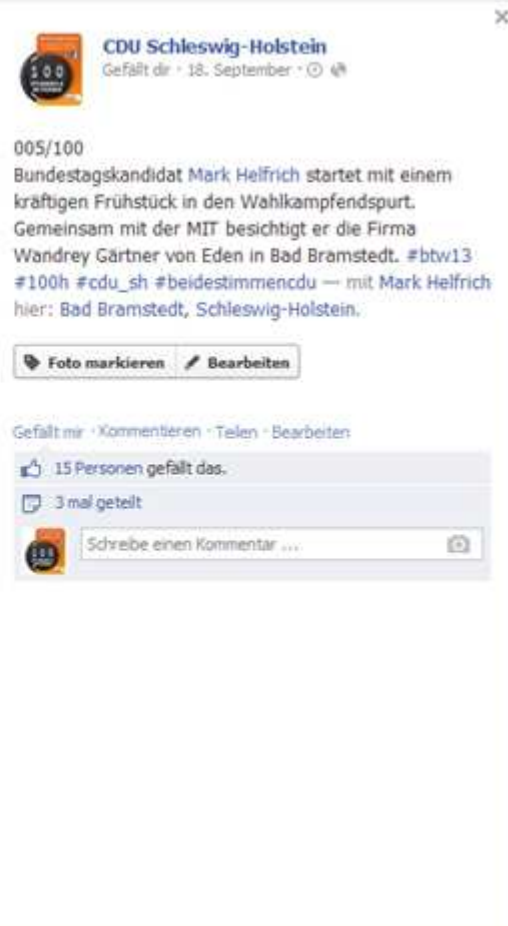 CDU Schleswig-Holstein
Gefällt dir · 18. September ·
100
005/100
Bundestagskandidat Mark Helfrich startet mit einem
kräftigen Frühstück in den Wahlkampfendspurt.
Gemeinsam mit der MIT besichtigt er die Firma
Wandrey Gärtner von Eden in Bad Bramstedt. #btw13
#100h #cdu_sh #beidestimmencdu — mit Mark Helfrich
hier: Bad Bramstedt, Schleswig-Holstein.
Foto markieren Bearbeiten
Gefällt mir · Kommentieren · Teilen · Bearbeiten
15 Personen gefällt das.
3 mal geteilt
Schreibe einen Kommentar ...
100